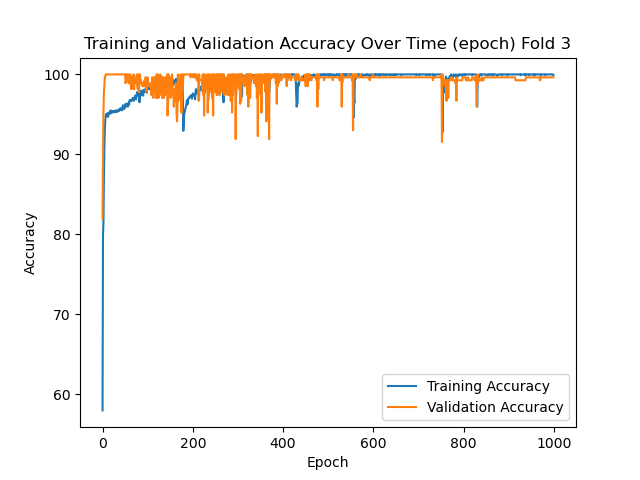 Training and Validation Accuracy Over Time (epoch) Fold 3
100
90
80
70
60
Accuracy
0
200
400
600
800
1000
Epoch
Training Accuracy
Validation Accuracy